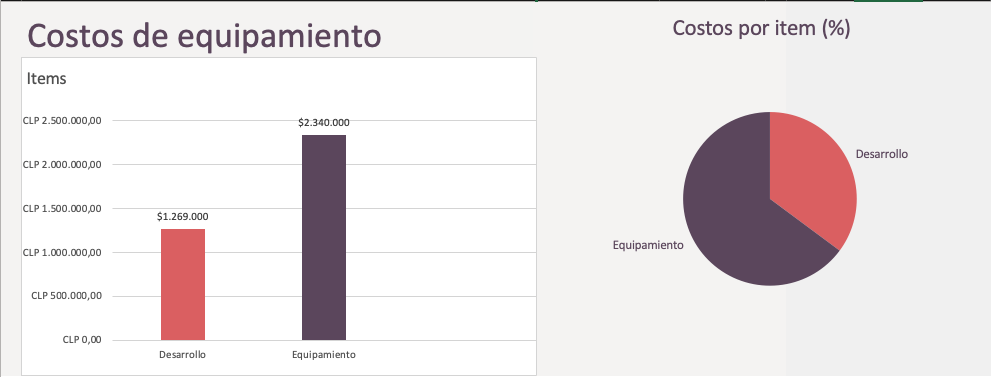 Costos de equipamiento
Items
CLP 2.500.000,00
CLP 2.000.000,00
CLP 1.500.000,00
CLP 1.000.000,00
CLP 500.000,00
CLP 0,00
$1.269.000
$2.340.000
Desarrollo
Equipamiento
Costos por item (%)
Desarrollo
Equipamiento